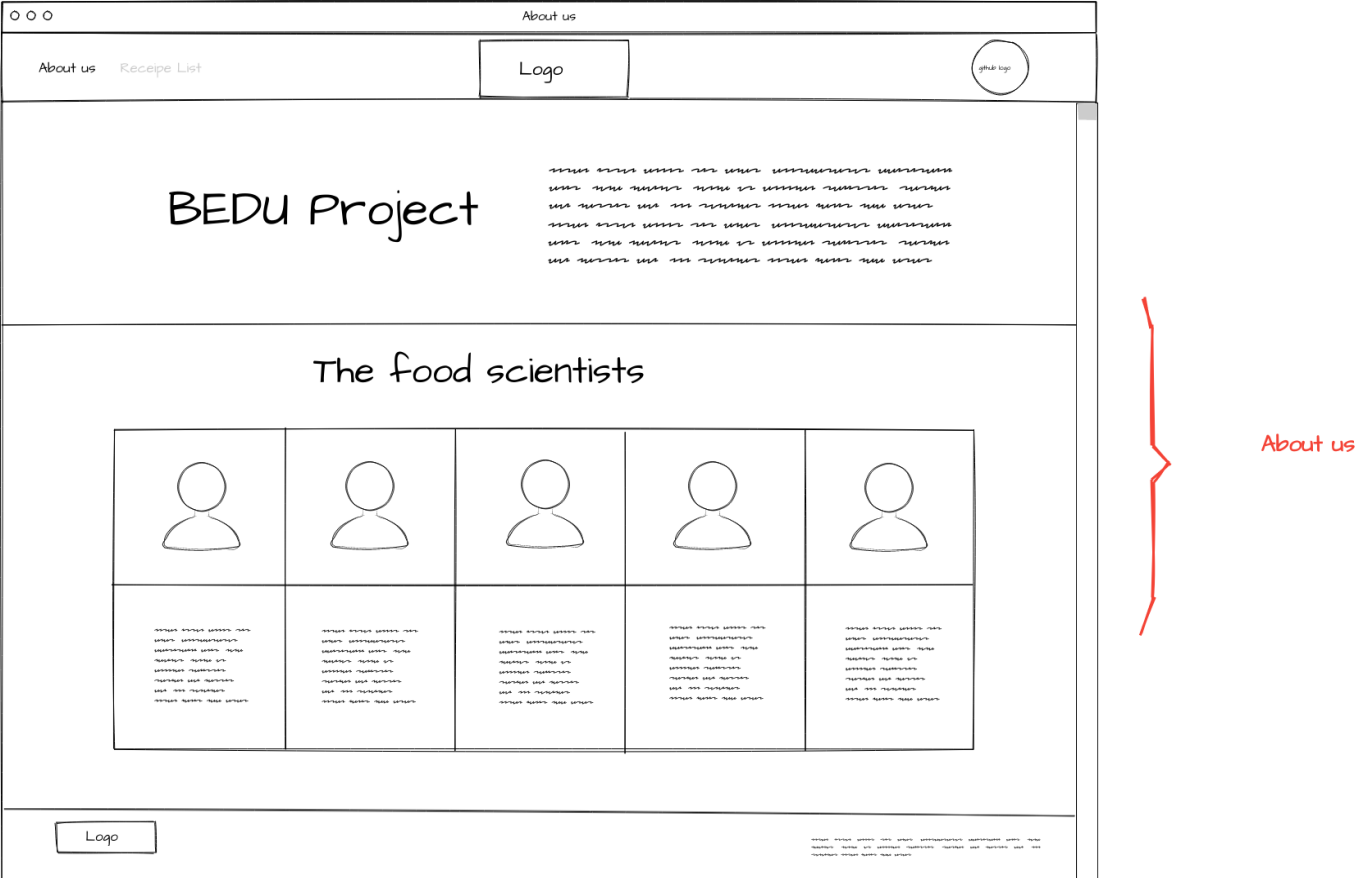 About us
About us Receipe List
Logo
github logo
BEDU Project
The food scientists
About us
Logo